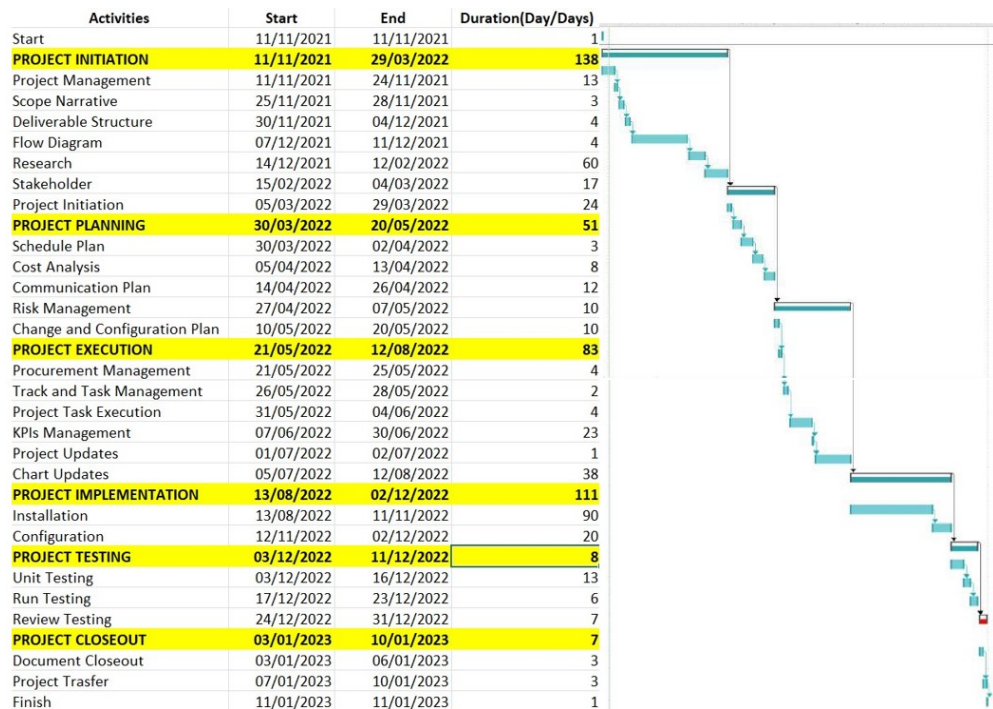 Activities Start End Duration(Day/Days)
Start 11/11/2021 11/11/2021 1
PROJECT INITIATION 11/11/2021 29/03/2022 138
Project Management 11/11/2021 24/11/2021 13
Scope Narrative 25/11/2021 28/11/2021 3
Deliverable Structure 30/11/2021 04/12/2021 4
Flow Diagram 07/12/2021 11/12/2021 4
Research 14/12/2021 12/02/2022 60
Stakeholder 15/02/2022 04/03/2022 17
Project Initiation 05/03/2022 29/03/2022 24
PROJECT PLANNING 30/03/2022 20/05/2022 51
Schedule Plan 30/03/2022 02/04/2022 3
Cost Analysis 05/04/2022 13/04/2022 8
Communication Plan 14/04/2022 26/04/2022 12
Risk Management 27/04/2022 07/05/2022 10
Change and Configuration Plan 10/05/2022 20/05/2022 10
PROJECT EXECUTION 21/05/2022 12/08/2022 83
Procurement Management 21/05/2022 25/05/2022 4
Track and Task Management 26/05/2022 28/05/2022 2
Project Task Execution 31/05/2022 04/06/2022 4
KPIs Management 07/06/2022 30/06/2022 23
Project Updates 01/07/2022 02/07/2022 1
Chart Updates 05/07/2022 12/08/2022 38
PROJECT IMPLEMENTATION 13/08/2022 02/12/2022 111
Installation 13/08/2022 11/11/2022 90
Configuration 12/11/2022 02/12/2022 20
PROJECT TESTING 03/12/2022 11/12/2022 8
Unit Testing 03/12/2022 16/12/2022 13
Run Testing 17/12/2022 23/12/2022 6
Review Testing 24/12/2022 31/12/2022 7
PROJECT CLOSEOUT 03/01/2023 10/01/2023 7
Document Closeout 03/01/2023 06/01/2023 3
Project Trasfer 07/01/2023 10/01/2023 3
Finish 11/01/2023 11/01/2023 1